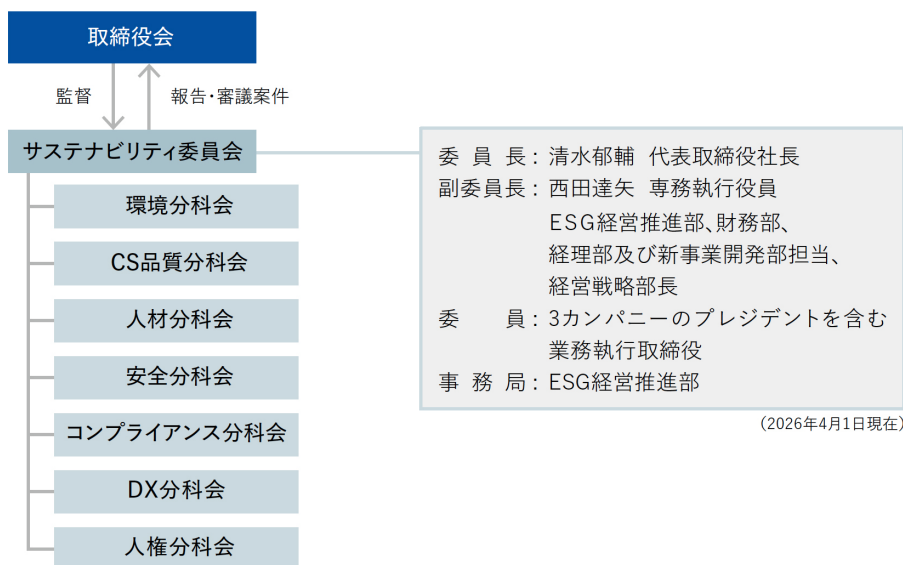 取締役会
監督
報告・審議案件
サステナビリティ委員会
環境分科会
CS品質分科会
人材分科会
安全分科会
コンプライアンス分科会
DX分科会
人権分科会
委員長：清水郁輔 代表取締役社長
副委員長：西田達矢 専務執行役員
ESG経営推進部、財務部、
経理部及び新事業開発部担当、
経営戦略部長
委員：3カンパニーのプレジデントを含む
業務執行取締役
事務局：ESG経営推進部
（2026年4月1日現在）